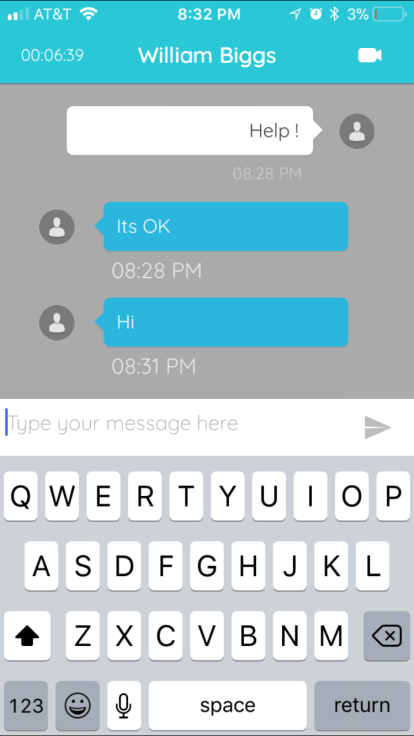 AT&T 8:32 PM 3%
00:06:39 William Biggs
Help !
08:28 PM
Its OK
08:28 PM
Hi
08:31 PM
Type your message here
Q W E R T Y U I O P
A S D F G H J K L
Z X C V B N M
123 space return